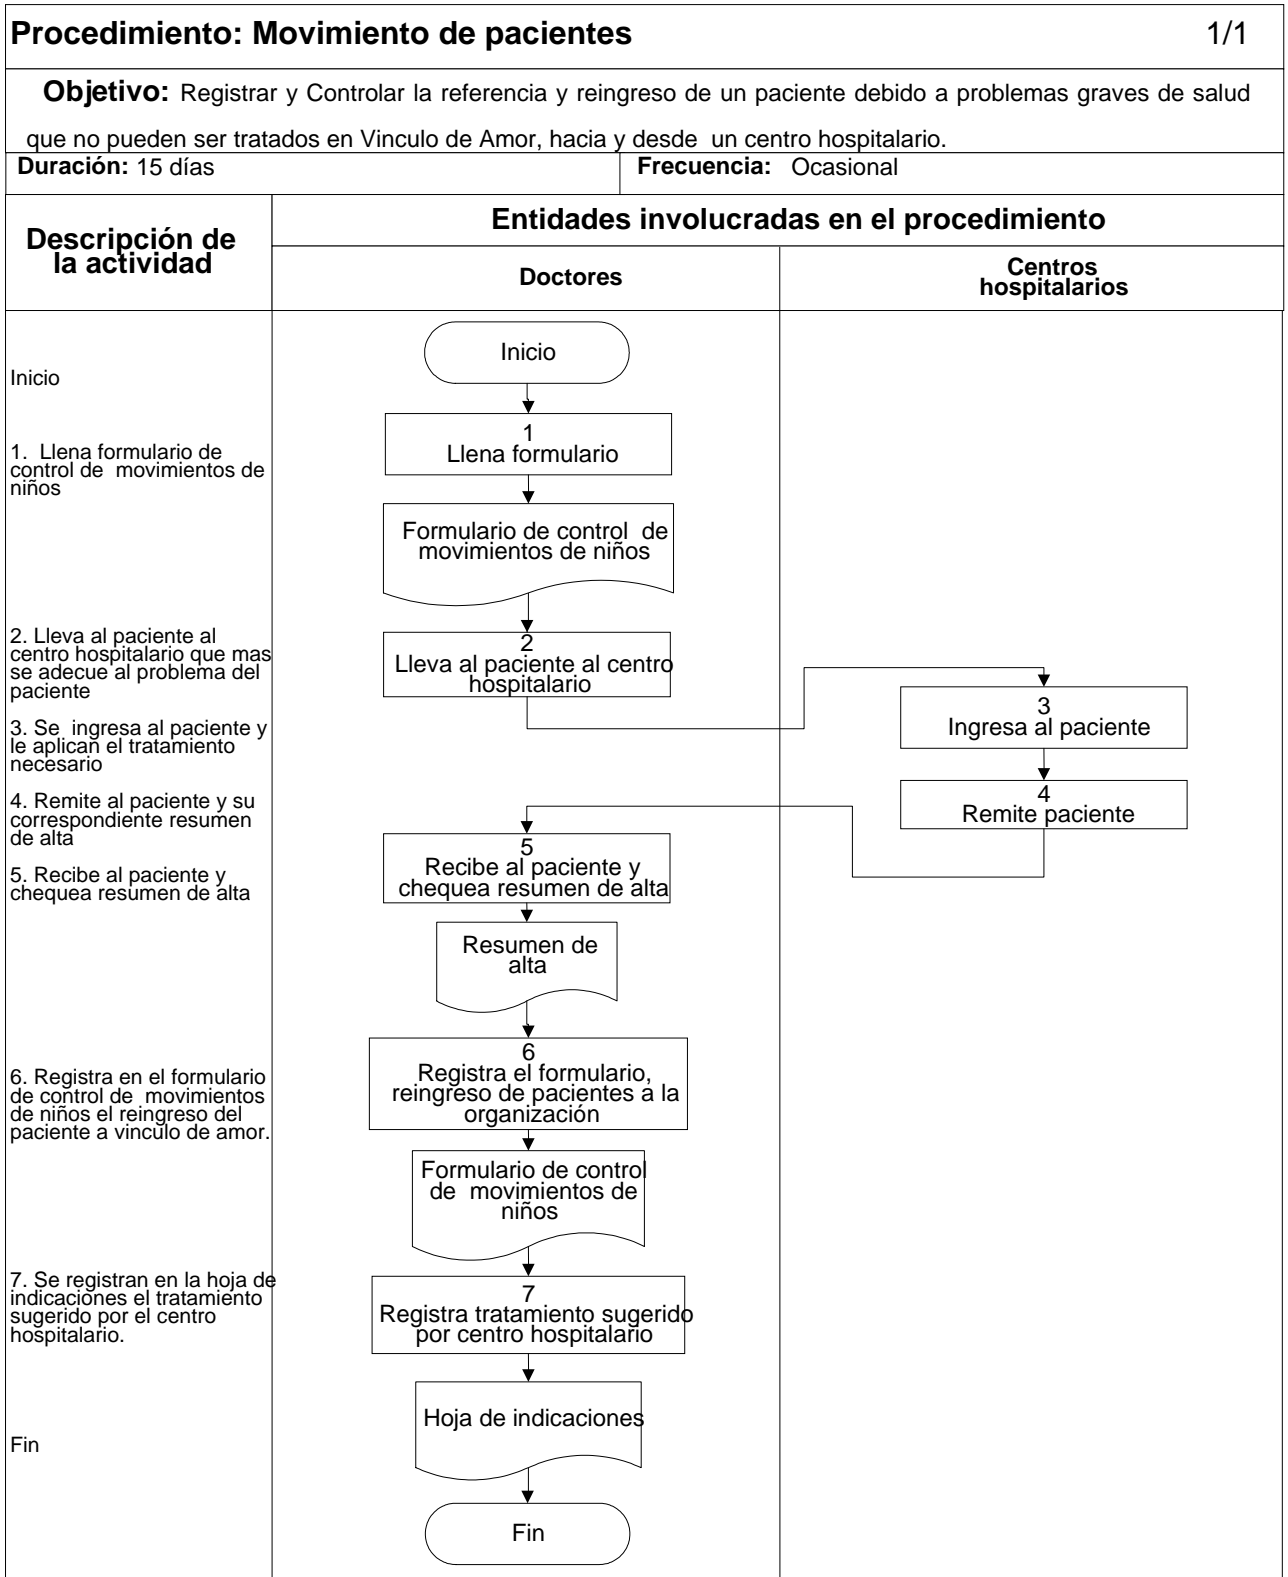 Procedimiento: Movimiento de pacientes 1/1
Objetivo: Registrar y Controlar la referencia y reingreso de un paciente debido a problemas graves de salud
que no pueden ser tratados en Vinculo de Amor, hacia y desde un centro hospitalario.
Duración: 15 días
Frecuencia: Ocasional
Descripción de
la actividad
Entidades involucradas en el procedimiento
Doctores
Centros
hospitalarios
Inicio
1. Llena formulario de
control de movimientos de
niños
2. Lleva al paciente al
centro hospitalario que mas
se adecue al problema del
paciente
3. Se ingresa al paciente y
le aplican el tratamiento
necesario
4. Remite al paciente y su
correspondiente resumen
de alta
5. Recibe al paciente y
chequea resumen de alta
6. Registra en el formulario
de control de movimientos
de niños el reingreso del
paciente a vinculo de amor.
7. Se registran en la hoja de
indicaciones el tratamiento
sugerido por el centro
hospitalario.
Fin
Inicio
1
Llena formulario
Formulario de control de
movimientos de niños
2
Lleva al paciente al centro
hospitalario
3
Ingresa al paciente
4
Remite paciente
5
Recibe al paciente y
chequea resumen de alta
Resumen de
alta
6
Registra el formulario,
reingreso de pacientes a la
organización
Formulario de control
de movimientos de
niños
7
Registra tratamiento sugerido
por centro hospitalario
Hoja de indicaciones
Fin